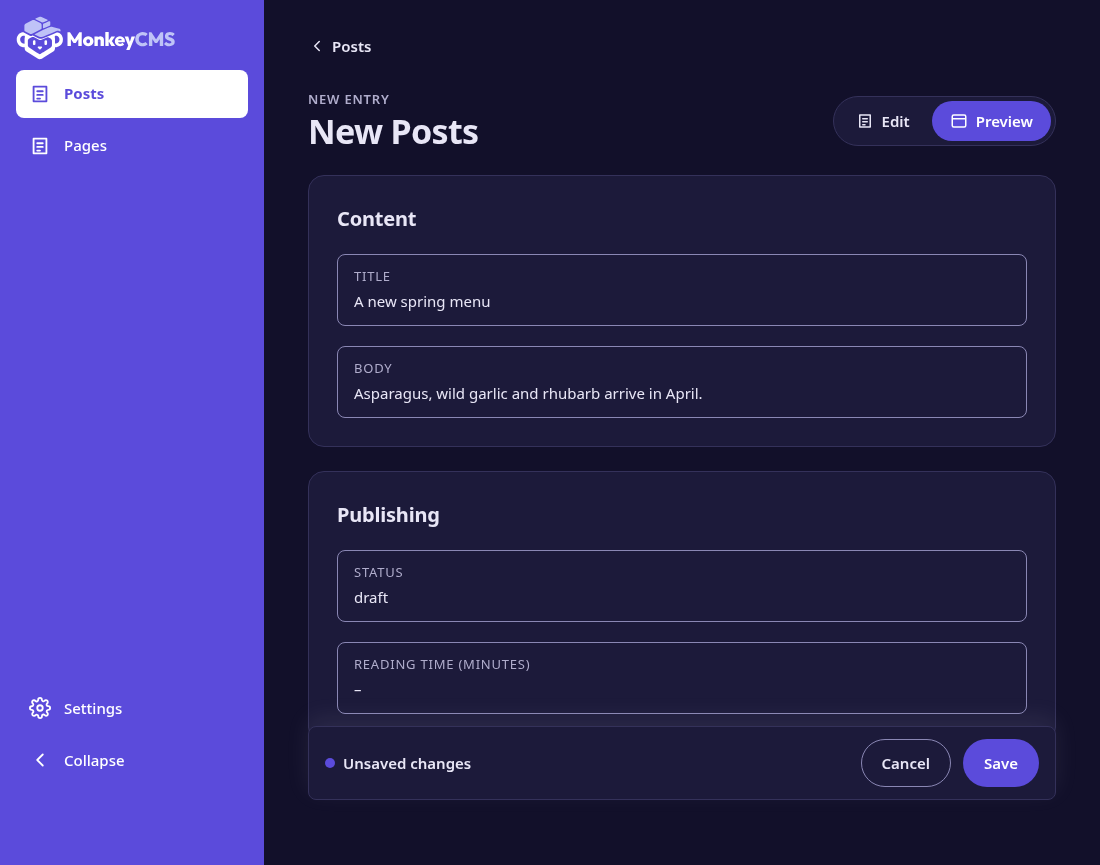 MonkeyCMS
Posts
Pages
Settings
Collapse
Posts
NEW ENTRY
New Posts
Edit
Preview
Content
TITLE
A new spring menu
BODY
Asparagus, wild garlic and rhubarb arrive in April.
Publishing
STATUS
draft
READING TIME (MINUTES)
–
Unsaved changes
Cancel
Save